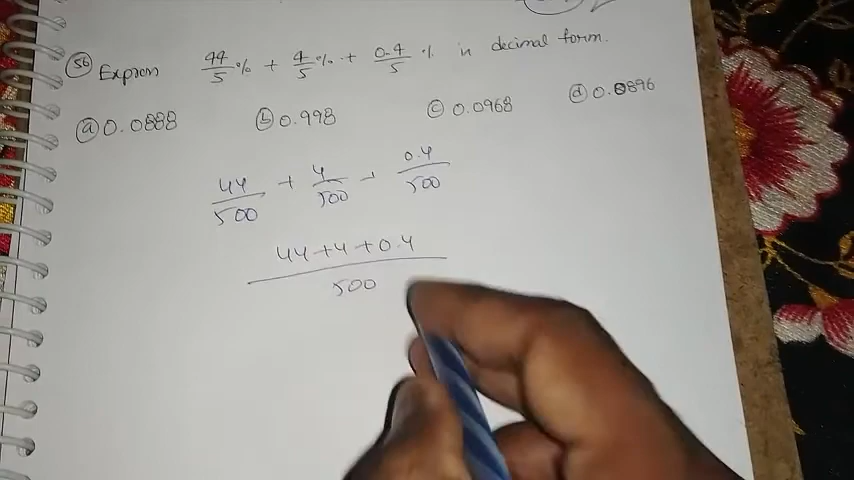 56 Express 44/5 % + 4/5 % + 0.4/5 % in decimal form.
a 0.0888 b 0.998 c 0.0968 d 0.0896
44/500 + 4/500 + 0.4/500
44+4+0.4
500